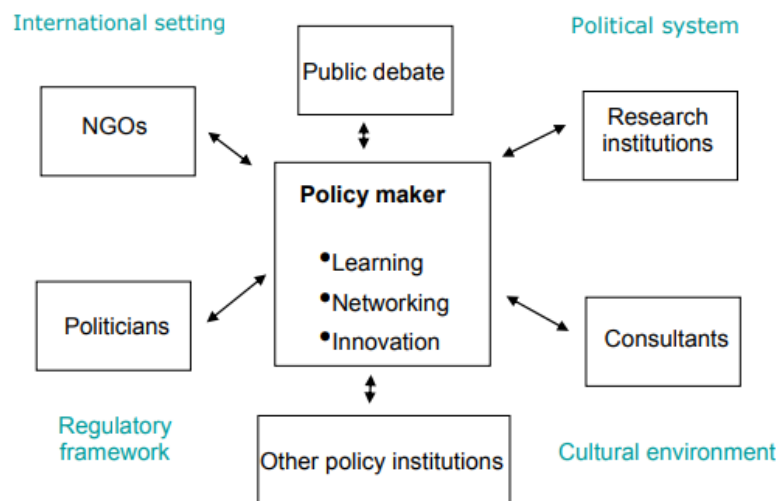 International setting
Political system
Public debate
NGOs
Research
institutions
Policy maker
•Learning
•Networking
•Innovation
Politicians
Consultants
Regulatory
framework
Other policy institutions
Cultural environment